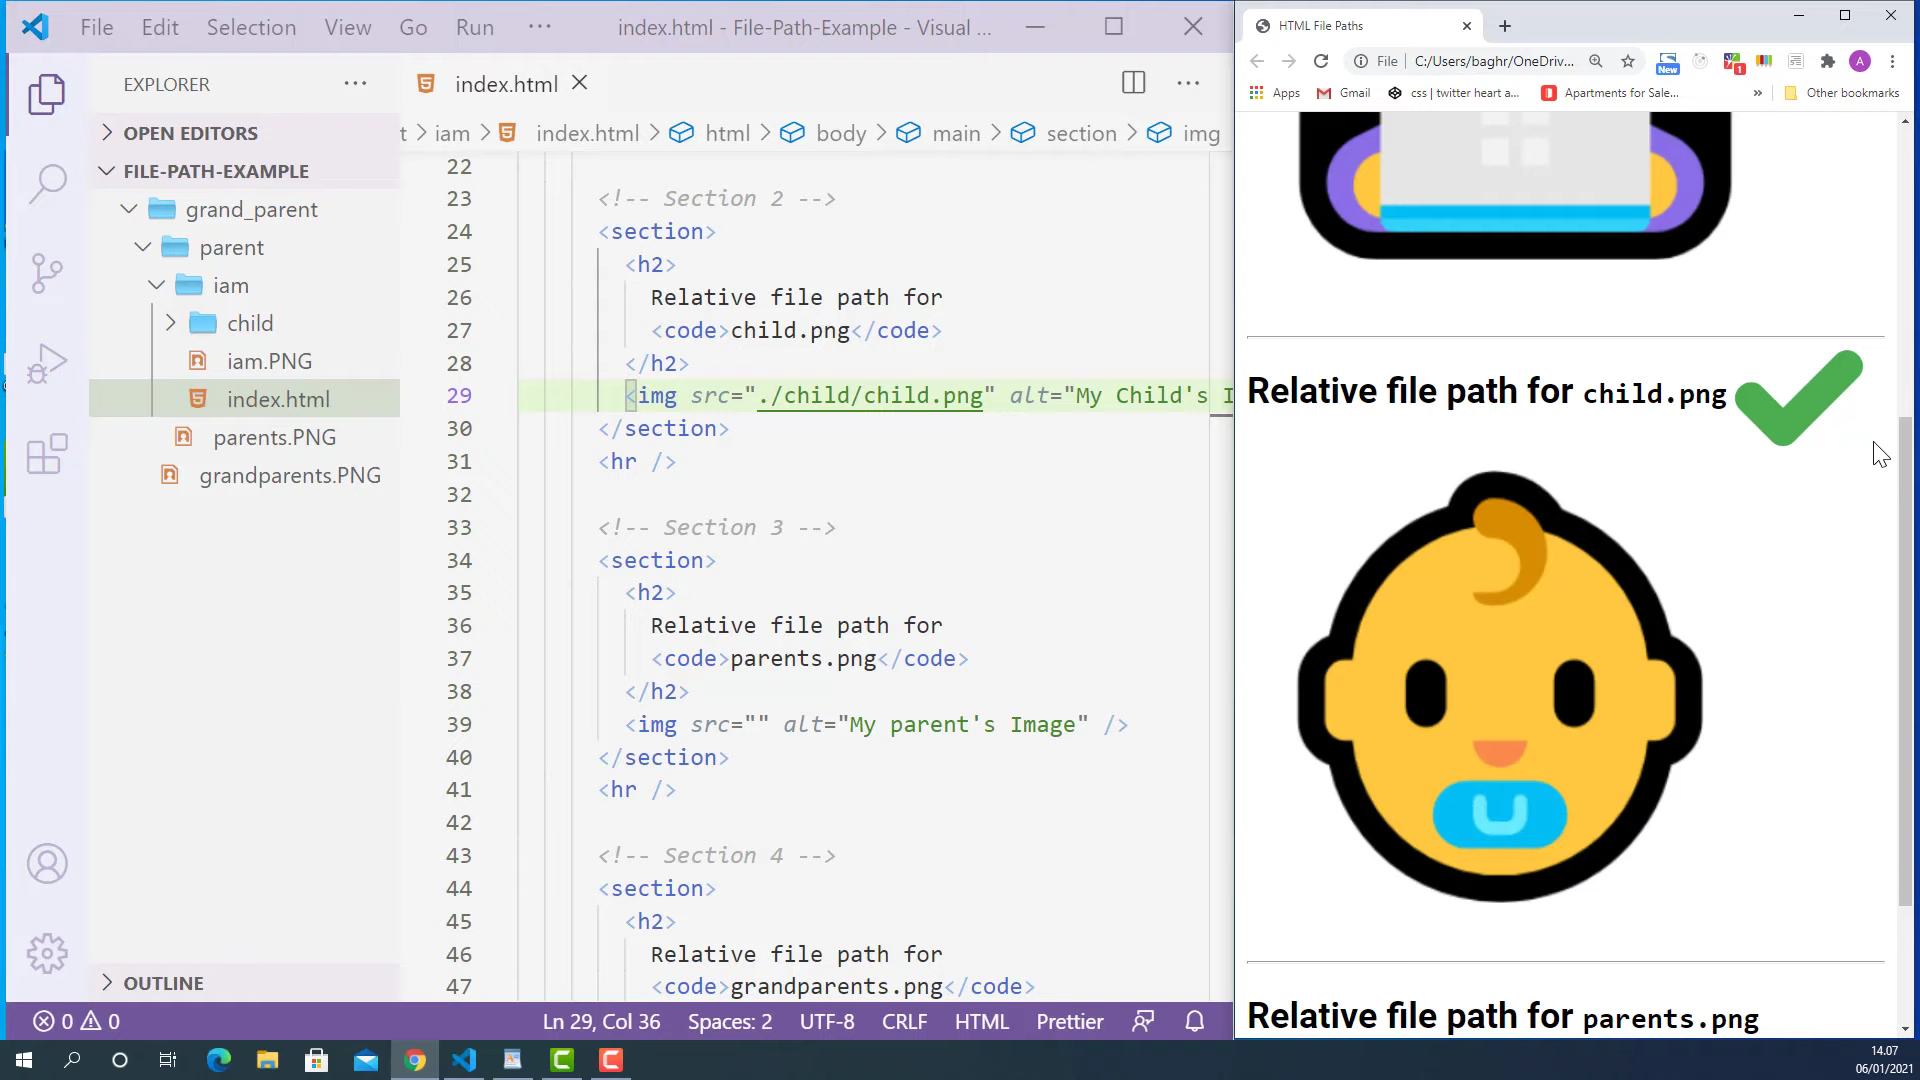 File Edit Selection View Go Run ··· index.html - File-Path-Example - Visual ...
EXPLORER ···
OPEN EDITORS
FILE-PATH-EXAMPLE
grand_parent
parent
iam
child
iam.PNG
index.html
parents.PNG
grandparents.PNG
OUTLINE
index.html
t > iam > index.html > html > body > main > section > img
22
23 <!-- Section 2 -->
24 <section>
25 <h2>
26 Relative file path for
27 <code>child.png</code>
28 </h2>
29 <img src="./child/child.png" alt="My Child's I
30 </section>
31 <hr />
32
33 <!-- Section 3 -->
34 <section>
35 <h2>
36 Relative file path for
37 <code>parents.png</code>
38 </h2>
39 <img src="" alt="My parent's Image" />
40 </section>
41 <hr />
42
43 <!-- Section 4 -->
44 <section>
45 <h2>
46 Relative file path for
47 <code>grandparents.png</code>
0 0 Ln 29, Col 36 Spaces: 2 UTF-8 CRLF HTML Prettier
HTML File Paths
File | C:/Users/baghr/OneDriv... New 1 A
Apps Gmail css | twitter heart a... Apartments for Sale... » Other bookmarks
Relative file path for child.png
Relative file path for parents.png
14.07
06/01/2021